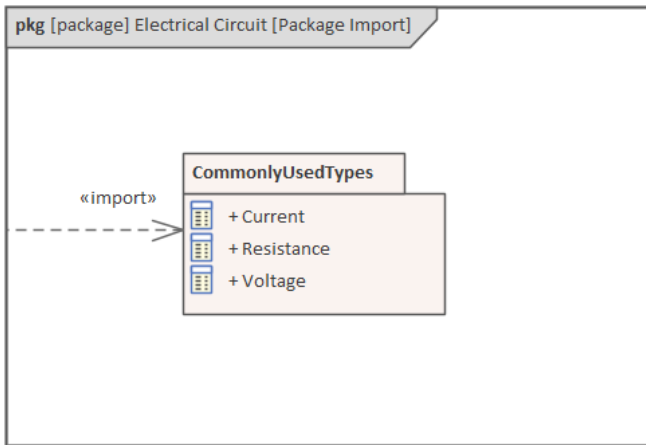 pkg [package] Electrical Circuit [Package Import]
CommonlyUsedTypes
«import»
+ Current
+ Resistance
+ Voltage